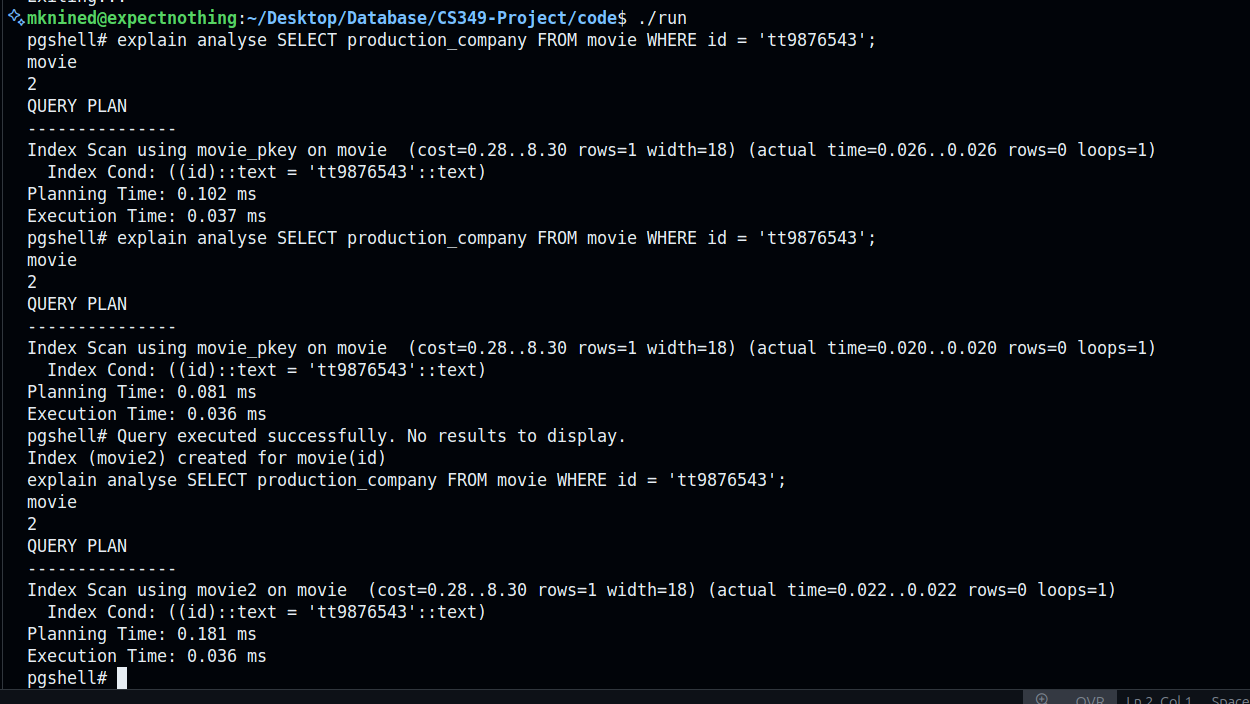 Exiting...
mknined@expectnothing:~/Desktop/Database/CS349-Project/code$ ./run
pgshell# explain analyse SELECT production_company FROM movie WHERE id = 'tt9876543';
movie
2
QUERY PLAN
---------------
Index Scan using movie_pkey on movie  (cost=0.28..8.30 rows=1 width=18) (actual time=0.026..0.026 rows=0 loops=1)
  Index Cond: ((id)::text = 'tt9876543'::text)
Planning Time: 0.102 ms
Execution Time: 0.037 ms
pgshell# explain analyse SELECT production_company FROM movie WHERE id = 'tt9876543';
movie
2
QUERY PLAN
---------------
Index Scan using movie_pkey on movie  (cost=0.28..8.30 rows=1 width=18) (actual time=0.020..0.020 rows=0 loops=1)
  Index Cond: ((id)::text = 'tt9876543'::text)
Planning Time: 0.081 ms
Execution Time: 0.036 ms
pgshell# Query executed successfully. No results to display.
Index (movie2) created for movie(id)
explain analyse SELECT production_company FROM movie WHERE id = 'tt9876543';
movie
2
QUERY PLAN
---------------
Index Scan using movie2 on movie  (cost=0.28..8.30 rows=1 width=18) (actual time=0.022..0.022 rows=0 loops=1)
  Index Cond: ((id)::text = 'tt9876543'::text)
Planning Time: 0.181 ms
Execution Time: 0.036 ms
pgshell#
OVR Ln 2, Col 1 Space